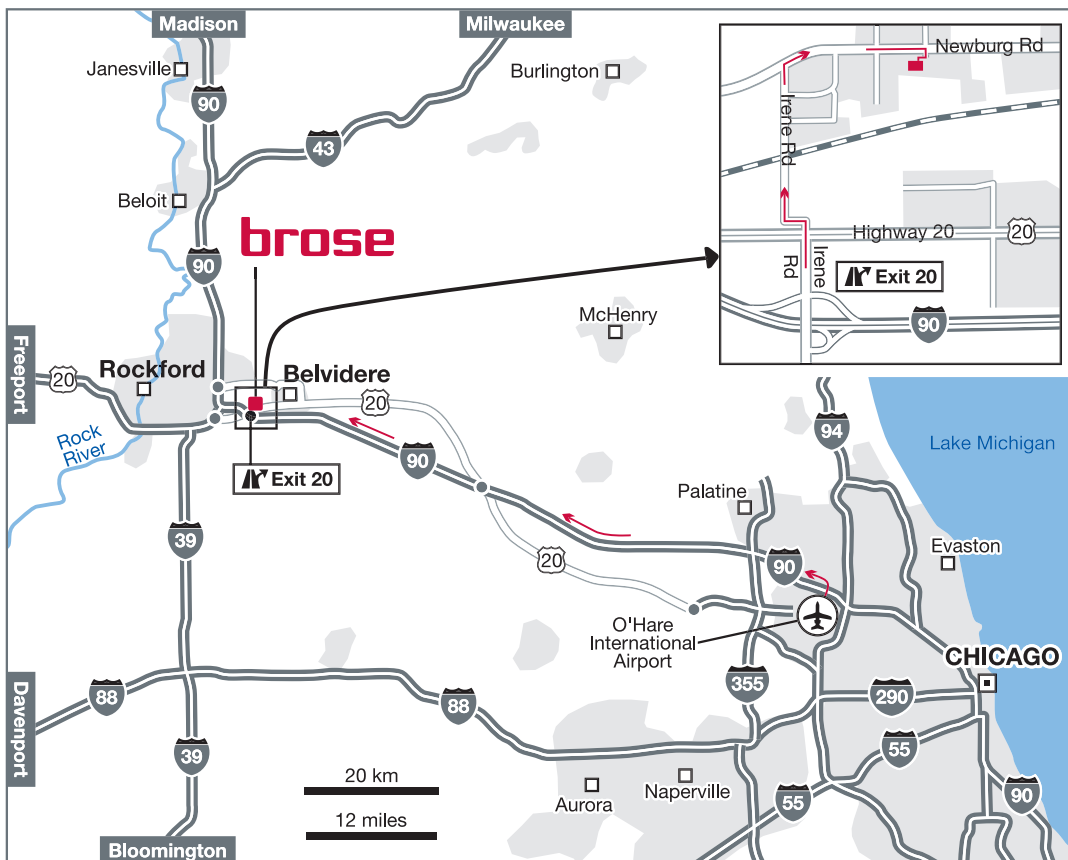 Madison
Milwaukee
Janesville
Burlington
90
43
Beloit
brose
90
McHenry
Freeport
20
Rockford
Belvidere
20
Rock
River
Exit 20
90
94
Lake Michigan
Palatine
39
20
90
Evaston
O'Hare
International
Airport
CHICAGO
Davenport
88
88
355
290
39
55
20 km
12 miles
Aurora
Naperville
55
90
Bloomington
Newburg Rd
Irene Rd
Highway 20
20
Irene
Rd
Exit 20
90